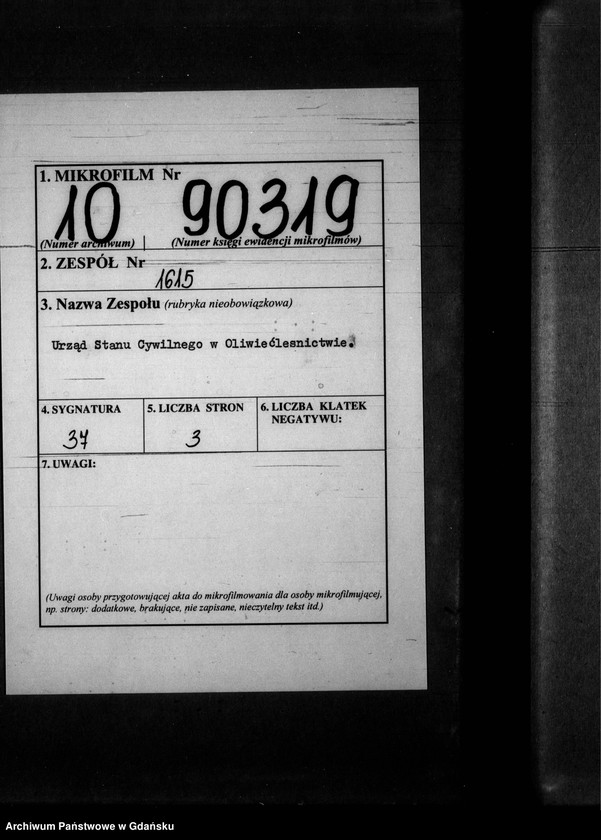 1. MIKROFILM Nr
10 90319
(Numer archiwum) (Numer księgi ewidencji mikrofilmów)
2. ZESPÓŁ Nr
1615
3. Nazwa Zespołu (rubryka nieobowiązkowa)
Urząd Stanu Cywilnego w Oliwieólesnictwie.
4. SYGNATURA 5. LICZBA STRON 6. LICZBA KLATEK
NEGATYWU:
37 3
7. UWAGI:
(Uwagi osoby przygotowującej akta do mikrofilmowania dla osoby mikrofilmującej,
np. strony: dodatkowe, brakujące, nie zapisane, nieczytelny tekst itd.)
Archiwum Państwowe w Gdańsku